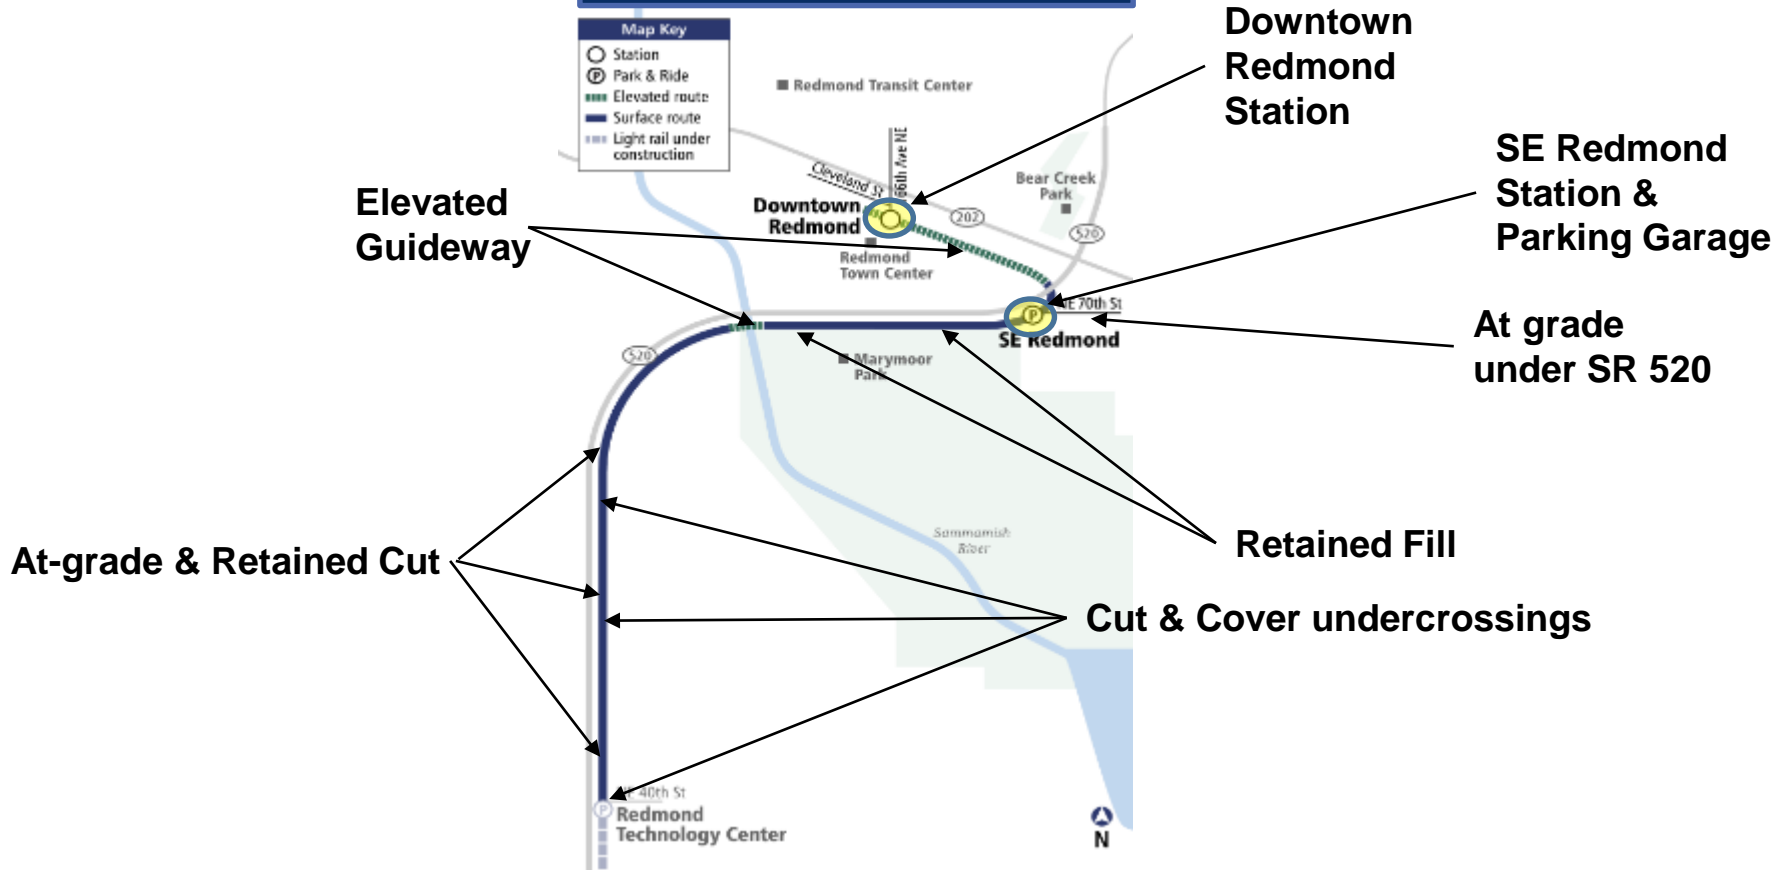 Map Key
Station
P
Park & Ride
Elevated route
Surface route
Light rail under
construction
Redmond Transit Center
Downtown
Redmond
Station
SE Redmond
Station &
Parking Garage
At grade
under SR 520
Elevated
Guideway
Cleveland St
66th Ave NE
Bear Creek
Park
Downtown
Redmond
202
520
Redmond
Town Center
NE 70th St
P
SE Redmond
520
Marymoor
Park
Sammamish
River
Retained Fill
At-grade & Retained Cut
Cut & Cover undercrossings
NE 40th St
P
Redmond
Technology Center
N